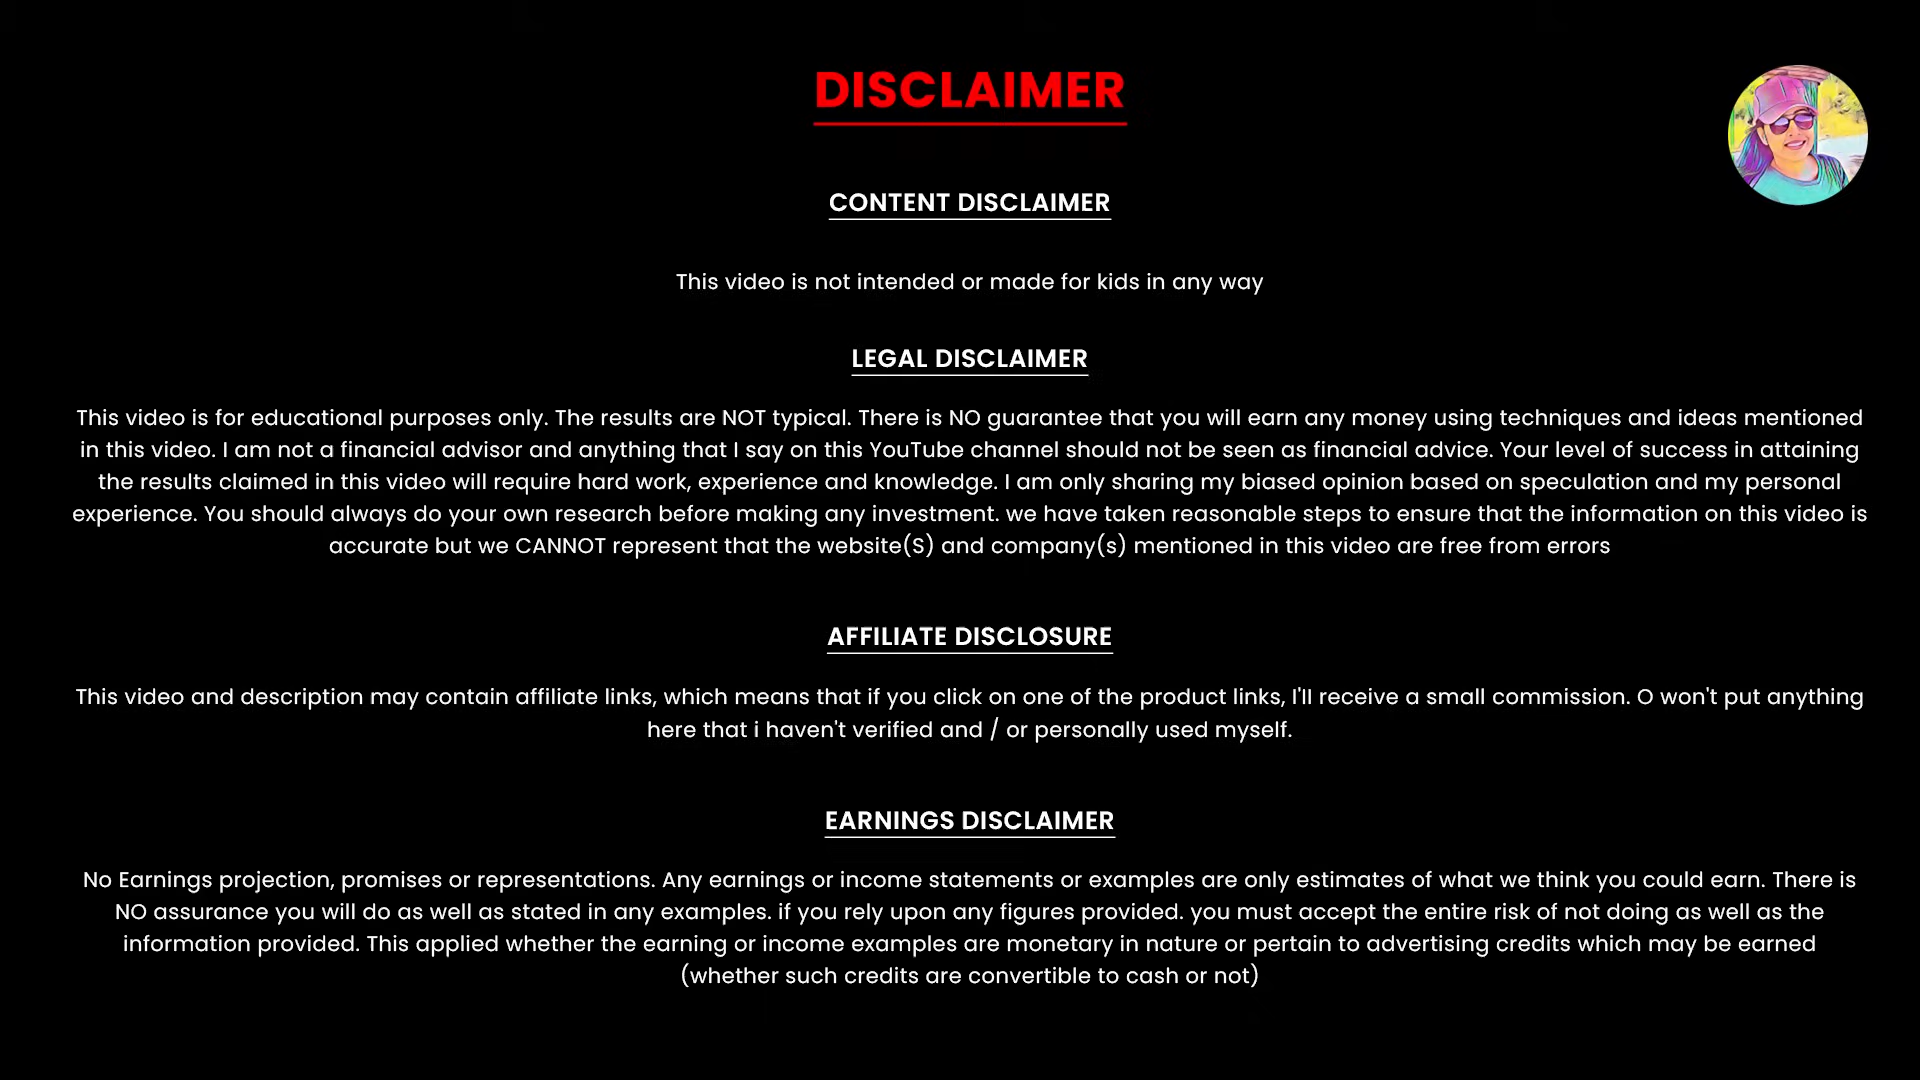 DISCLAIMER
CONTENT DISCLAIMER
This video is not intended or made for kids in any way
LEGAL DISCLAIMER
This video is for educational purposes only. The results are NOT typical. There is NO guarantee that you will earn any money using techniques and ideas mentioned
in this video. I am not a financial advisor and anything that I say on this YouTube channel should not be seen as financial advice. Your level of success in attaining
the results claimed in this video will require hard work, experience and knowledge. I am only sharing my biased opinion based on speculation and my personal
experience. You should always do your own research before making any investment. we have taken reasonable steps to ensure that the information on this video is
accurate but we CANNOT represent that the website(S) and company(s) mentioned in this video are free from errors
AFFILIATE DISCLOSURE
This video and description may contain affiliate links, which means that if you click on one of the product links, I'll receive a small commission. O won't put anything
here that i haven't verified and / or personally used myself.
EARNINGS DISCLAIMER
No Earnings projection, promises or representations. Any earnings or income statements or examples are only estimates of what we think you could earn. There is
NO assurance you will do as well as stated in any examples. if you rely upon any figures provided. you must accept the entire risk of not doing as well as the
information provided. This applied whether the earning or income examples are monetary in nature or pertain to advertising credits which may be earned
(whether such credits are convertible to cash or not)